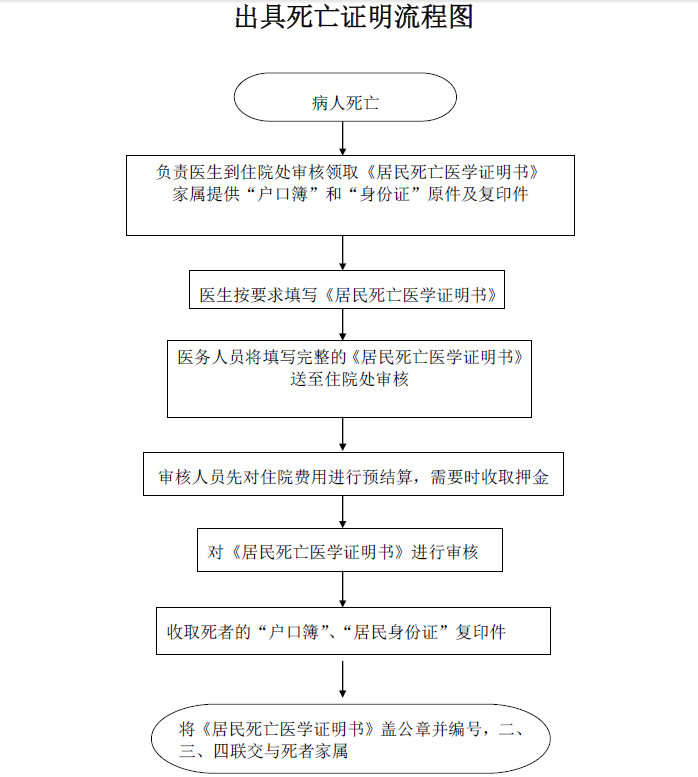 出具死亡证明流程图
病人死亡
负责医生到住院处审核领取《居民死亡医学证明书》
家属提供“户口簿”和“身份证”原件及复印件
医生按要求填写《居民死亡医学证明书》
医务人员将填写完整的《居民死亡医学证明书》
送至住院处审核
审核人员先对住院费用进行预结算，需要时收取押金
对《居民死亡医学证明书》进行审核
收取死者的“户口簿”、“居民身份证”复印件
将《居民死亡医学证明书》盖公章并编号，二、
三、四联交与死者家属